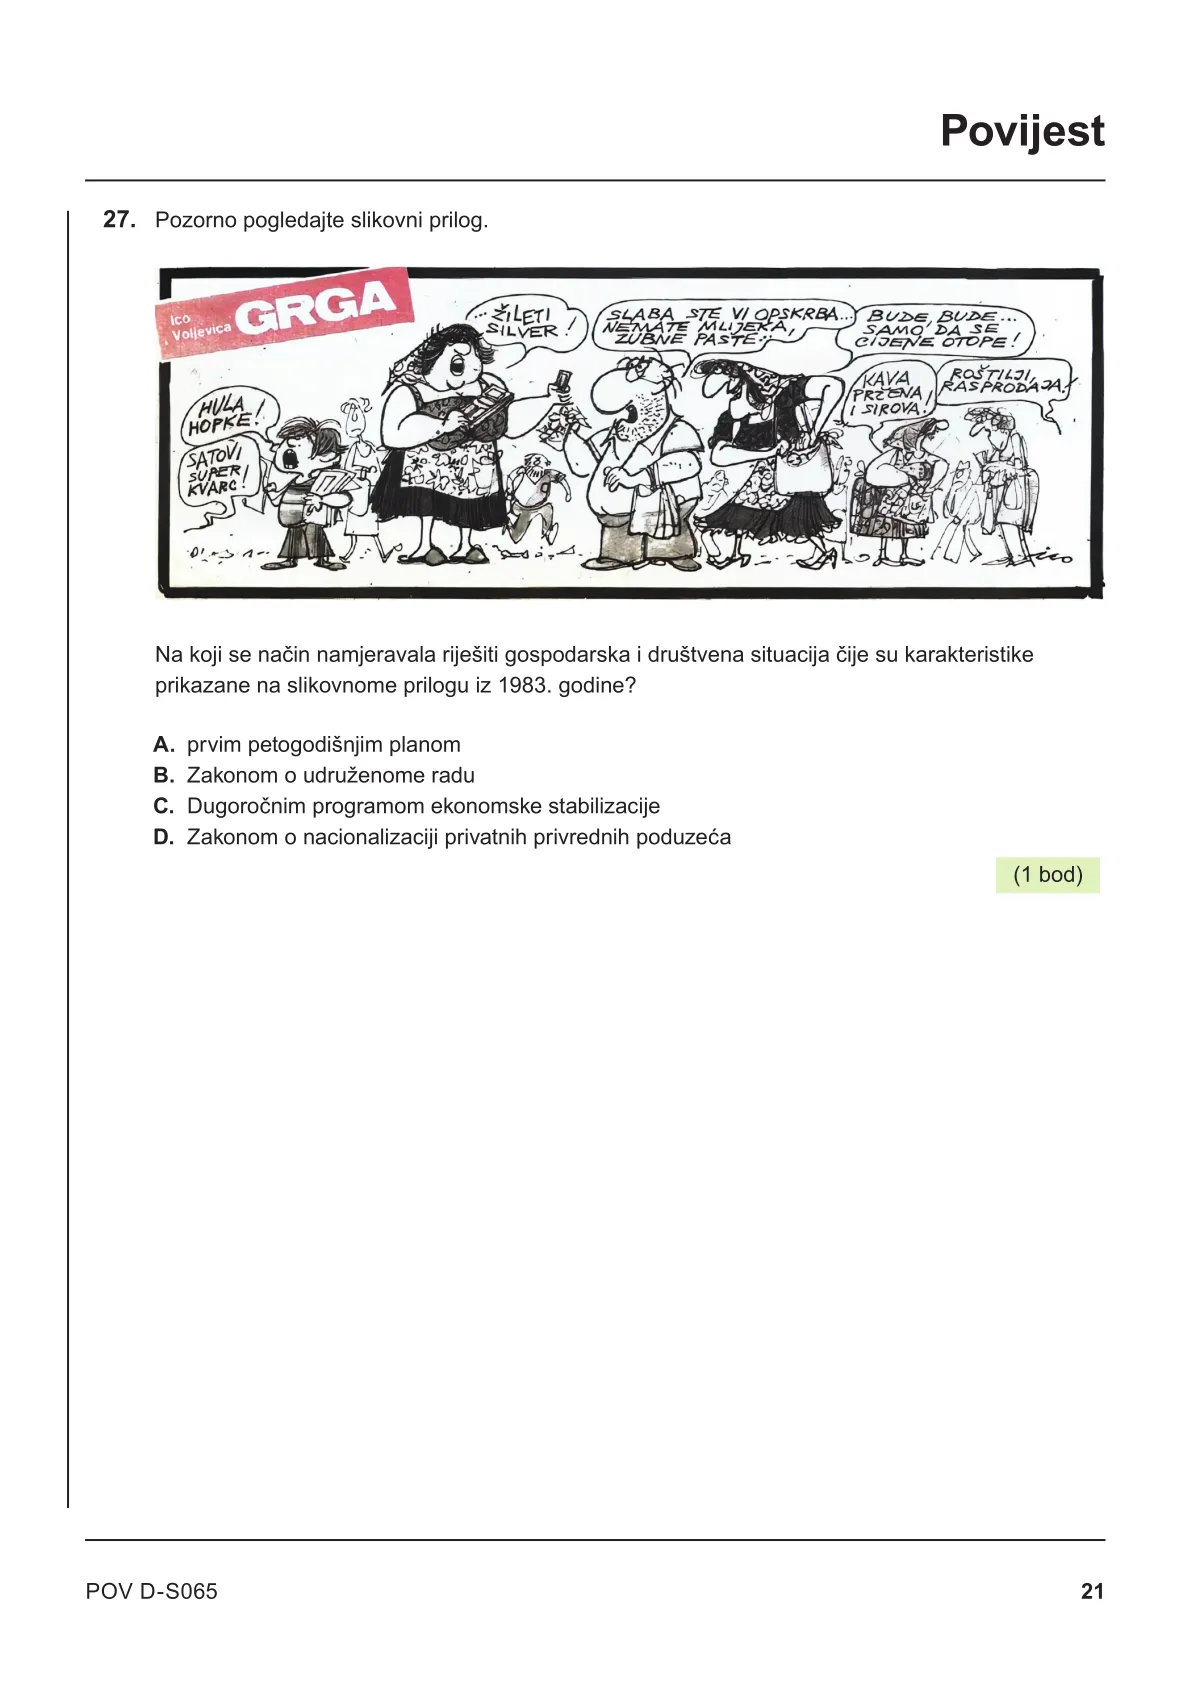 Povijest
27. Pozorno pogledajte slikovni prilog.
Ico
Voljevica
GRGA
HULA
HOPKE!
SATOVI
SUPER
KVARC!
...ŽILETI
SILVER!
SLABA STE VI OPSKRBA...
NEMATE MLIJEKA,
ZUBNE PASTE...
BUDE, BUDE...
SAMO DA SE
CIJENE OTOPE!
KAVA
PRŽENA
I SIROVA!
ROŠTILJI,
RASPRODAJA!
ico
Na koji se način namjeravala riješiti gospodarska i društvena situacija čije su karakteristike
prikazane na slikovnome prilogu iz 1983. godine?
A. prvim petogodišnjim planom
B. Zakonom o udruženome radu
C. Dugoročnim programom ekonomske stabilizacije
D. Zakonom o nacionalizaciji privatnih privrednih poduzeća
(1 bod)
POV D-S065
21